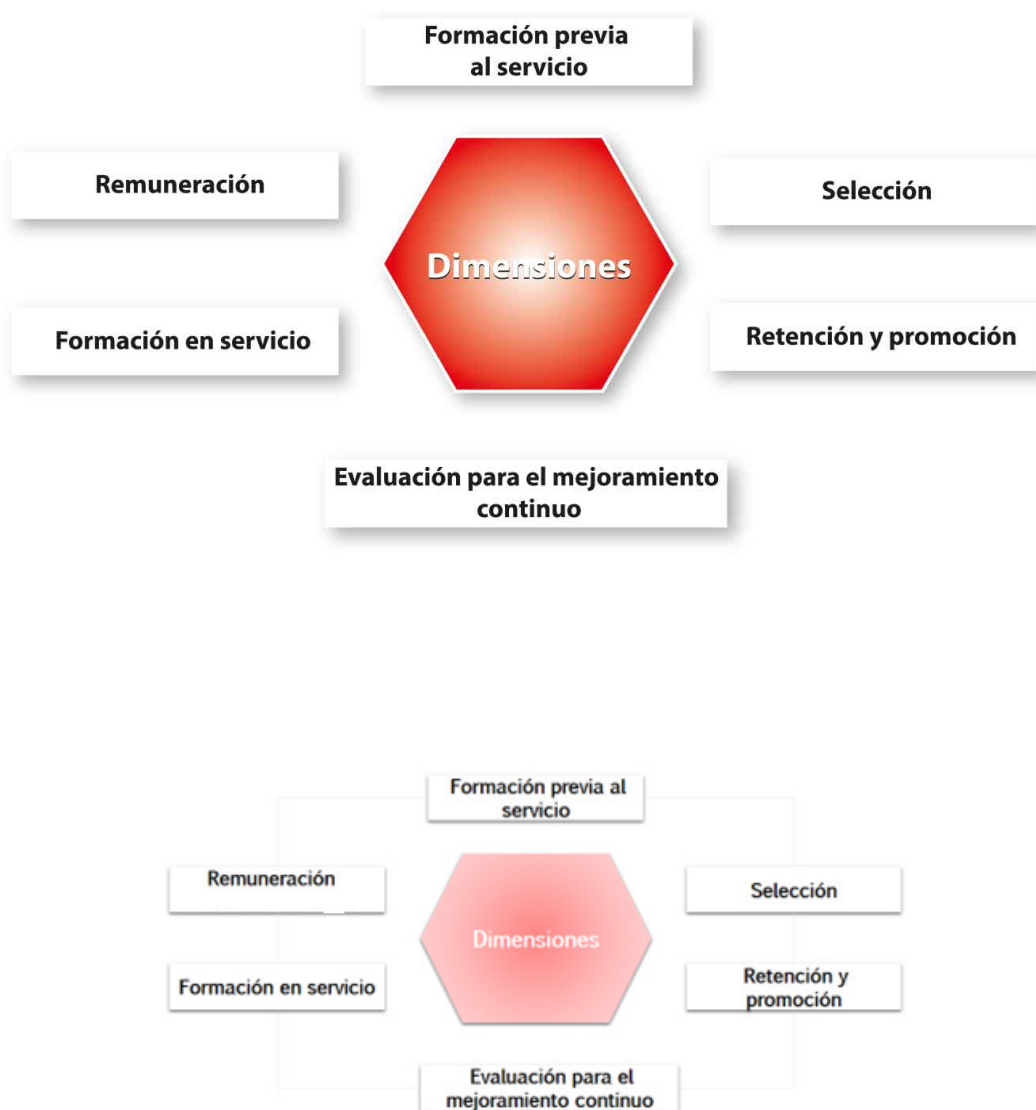 Formación previa
al servicio
Remuneración
Selección
Dimensiones
Formación en servicio
Retención y promoción
Evaluación para el mejoramiento
continuo
Formación previa al
servicio
Remuneración
Selección
Dimensiones
Formación en servicio
Retención y
promoción
Evaluación para el
mejoramiento continuo